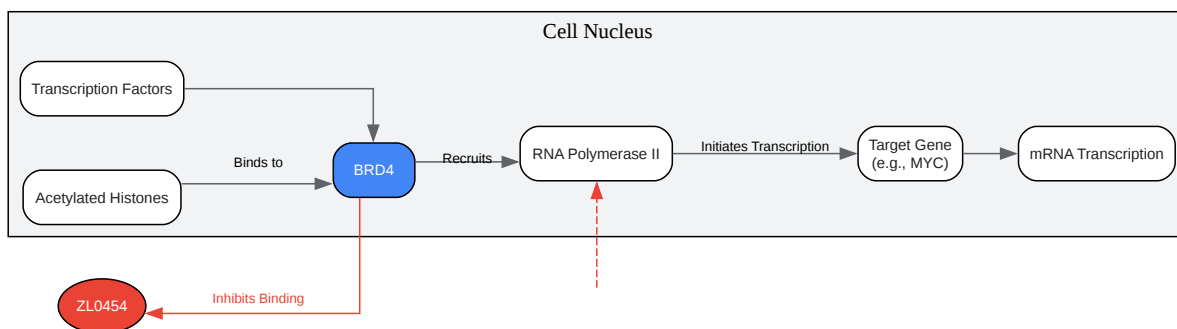 Cell Nucleus
Transcription Factors
Binds to
Acetylated Histones
BRD4
Recruits
RNA Polymerase II
Initiates Transcription
Target Gene
(e.g., MYC)
mRNA Transcription
ZL0454
Inhibits Binding